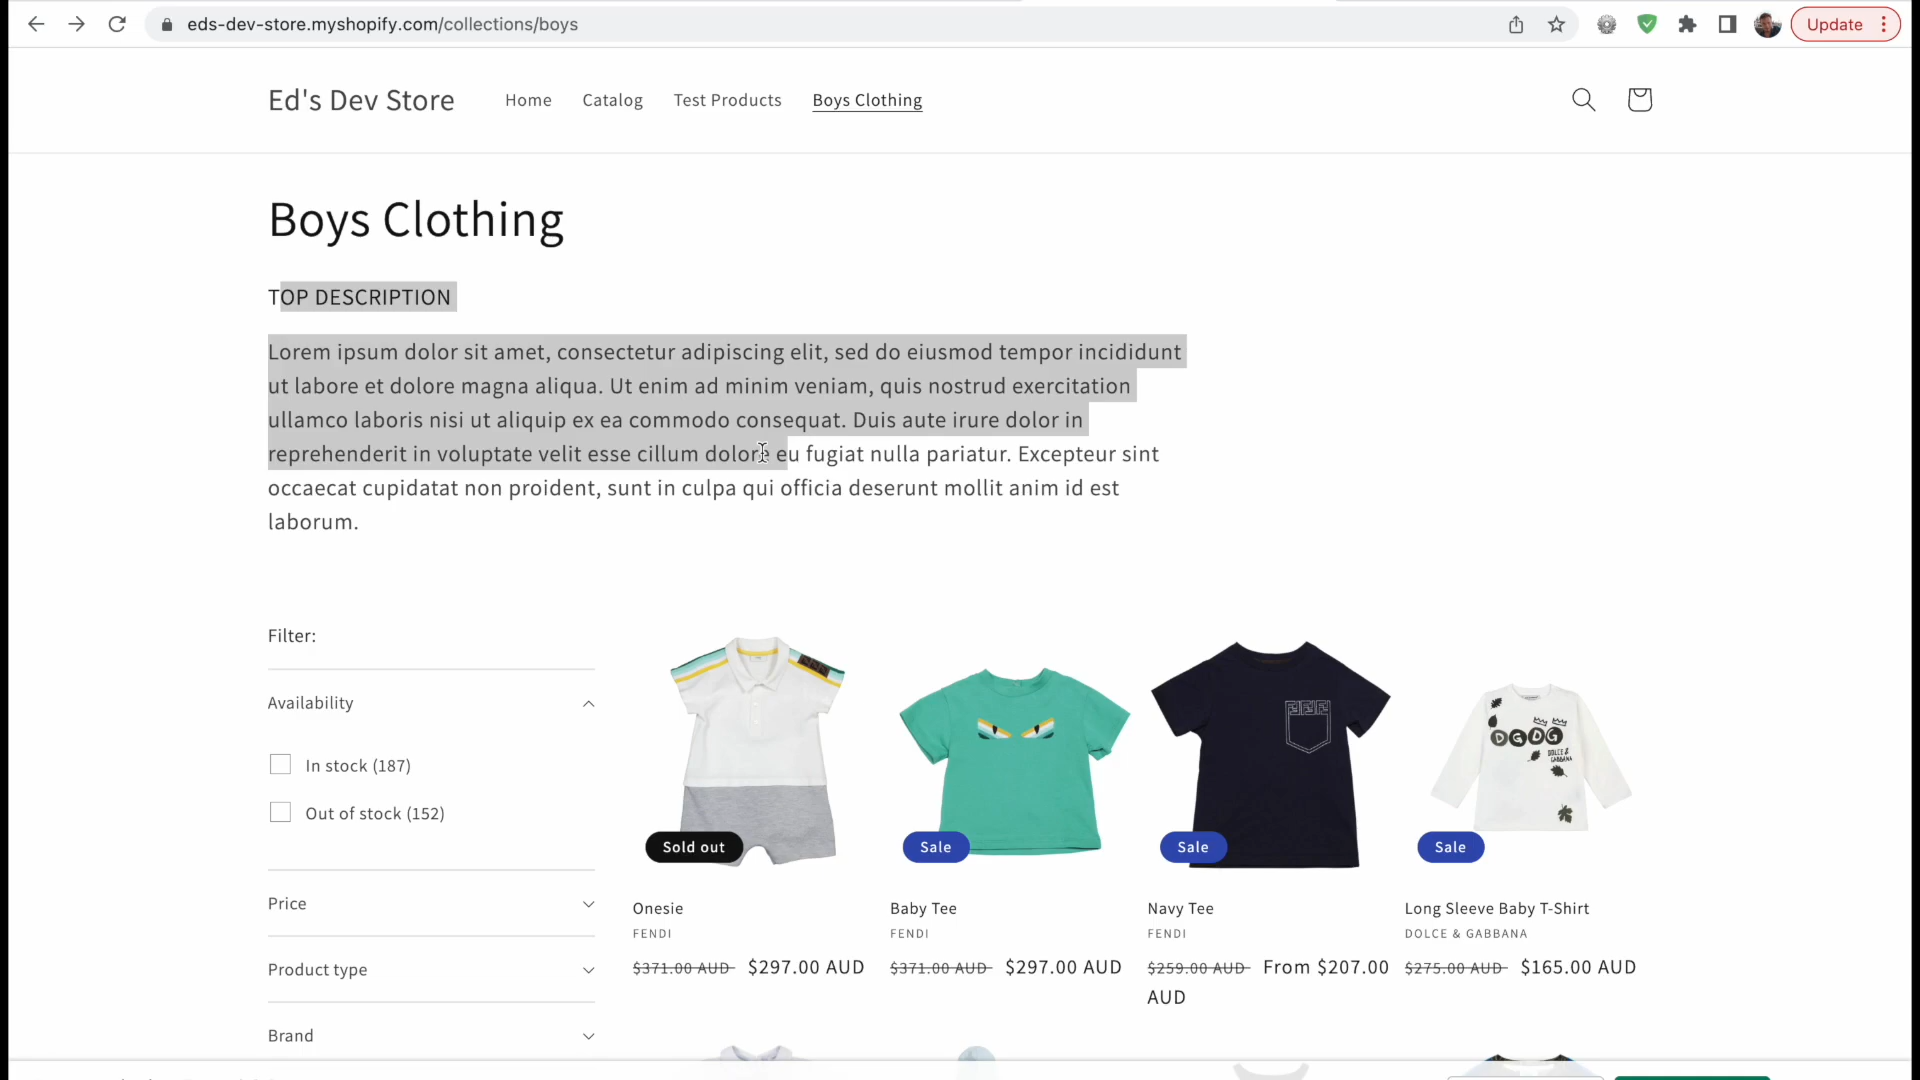 eds-dev-store.myshopify.com/collections/boys
Update
Ed's Dev Store
Home
Catalog
Test Products
Boys Clothing
Boys Clothing
TOP DESCRIPTION
Lorem ipsum dolor sit amet, consectetur adipiscing elit, sed do eiusmod tempor incididunt
ut labore et dolore magna aliqua. Ut enim ad minim veniam, quis nostrud exercitation
ullamco laboris nisi ut aliquip ex ea commodo consequat. Duis aute irure dolor in
reprehenderit in voluptate velit esse cillum dolore eu fugiat nulla pariatur. Excepteur sint
occaecat cupidatat non proident, sunt in culpa qui officia deserunt mollit anim id est
laborum.
Filter:
Availability
In stock (187)
Out of stock (152)
Price
Product type
Brand
DGDG
DOLCE &
GABBANA
Sold out
Sale
Sale
Sale
Onesie
FENDI
$371.00 AUD $297.00 AUD
Baby Tee
FENDI
$371.00 AUD $297.00 AUD
Navy Tee
FENDI
$259.00 AUD From $207.00
AUD
Long Sleeve Baby T-Shirt
DOLCE & GABBANA
$275.00 AUD $165.00 AUD